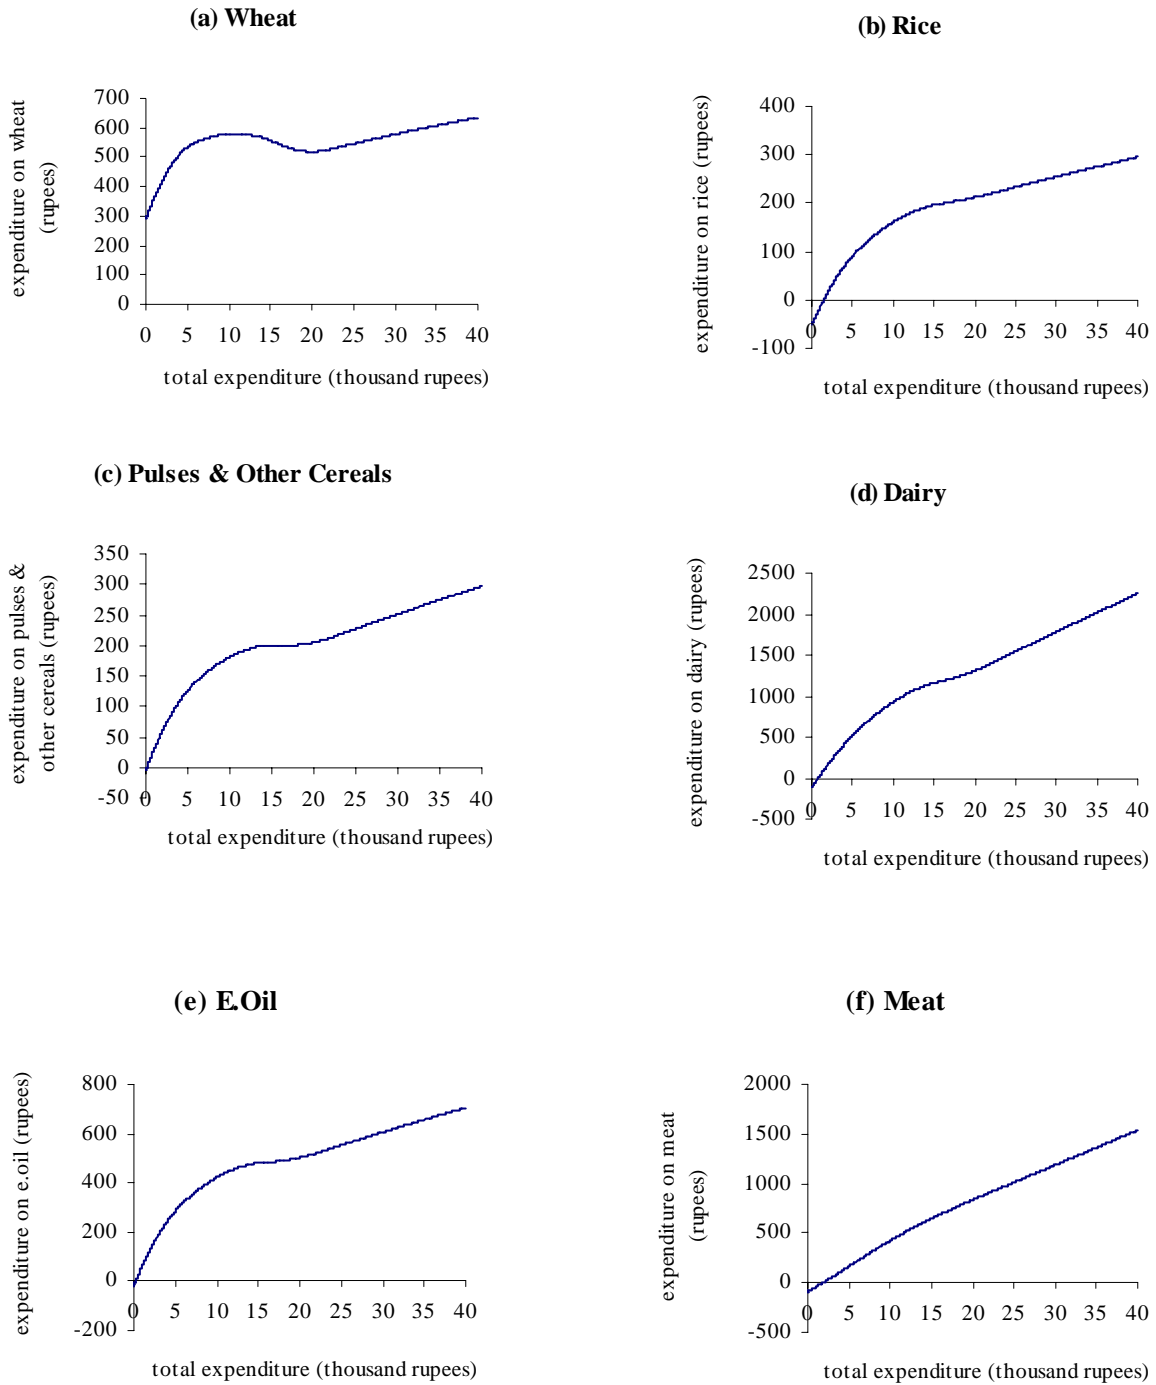 (a) Wheat
expenditure on wheat
(rupees)
700
600
500
400
300
200
100
0
0 5 10 15 20 25 30 35 40
total expenditure (thousand rupees)
(b) Rice
expenditure on rice (rupees)
400
300
200
100
0
-100
0 5 10 15 20 25 30 35 40
total expenditure (thousand rupees)
(c) Pulses & Other Cereals
expenditure on pulses &
other cereals (rupees)
350
300
250
200
150
100
50
0
-50
0 5 10 15 20 25 30 35 40
total expenditure (thousand rupees)
(d) Dairy
expenditure on dairy (rupees)
2500
2000
1500
1000
500
0
-500
0 5 10 15 20 25 30 35 40
total expenditure (thousand rupees)
(e) E.Oil
expenditure on e.oil (rupees)
800
600
400
200
0
-200
0 5 10 15 20 25 30 35 40
total expenditure (thousand rupees)
(f) Meat
expenditure on meat
(rupees)
2000
1500
1000
500
0
-500
0 5 10 15 20 25 30 35 40
total expenditure (thousand rupees)